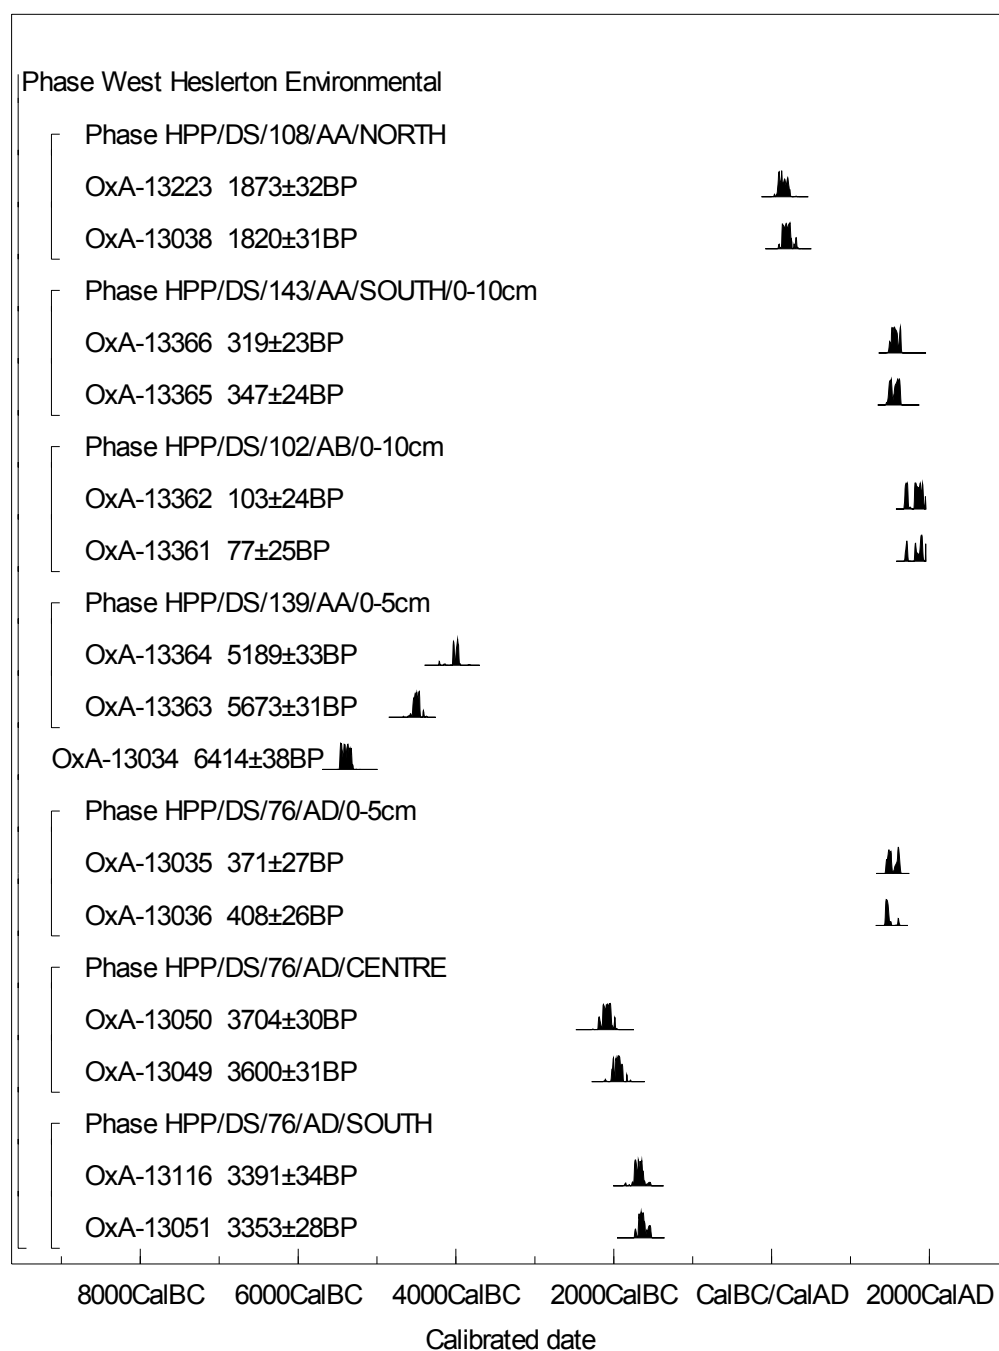 Phase West Heslerton Environmental
Phase HPP/DS/108/AA/NORTH
OxA-13223 1873±32BP
OxA-13038 1820±31BP
Phase HPP/DS/143/AA/SOUTH/0-10cm
OxA-13366 319±23BP
OxA-13365 347±24BP
Phase HPP/DS/102/AB/0-10cm
OxA-13362 103±24BP
OxA-13361 77±25BP
Phase HPP/DS/139/AA/0-5cm
OxA-13364 5189±33BP
OxA-13363 5673±31BP
OxA-13034 6414±38BP
Phase HPP/DS/76/AD/0-5cm
OxA-13035 371±27BP
OxA-13036 408±26BP
Phase HPP/DS/76/AD/CENTRE
OxA-13050 3704±30BP
OxA-13049 3600±31BP
Phase HPP/DS/76/AD/SOUTH
OxA-13116 3391±34BP
OxA-13051 3353±28BP
8000CalBC 6000CalBC 4000CalBC 2000CalBC CalBC/CalAD 2000CalAD
Calibrated date